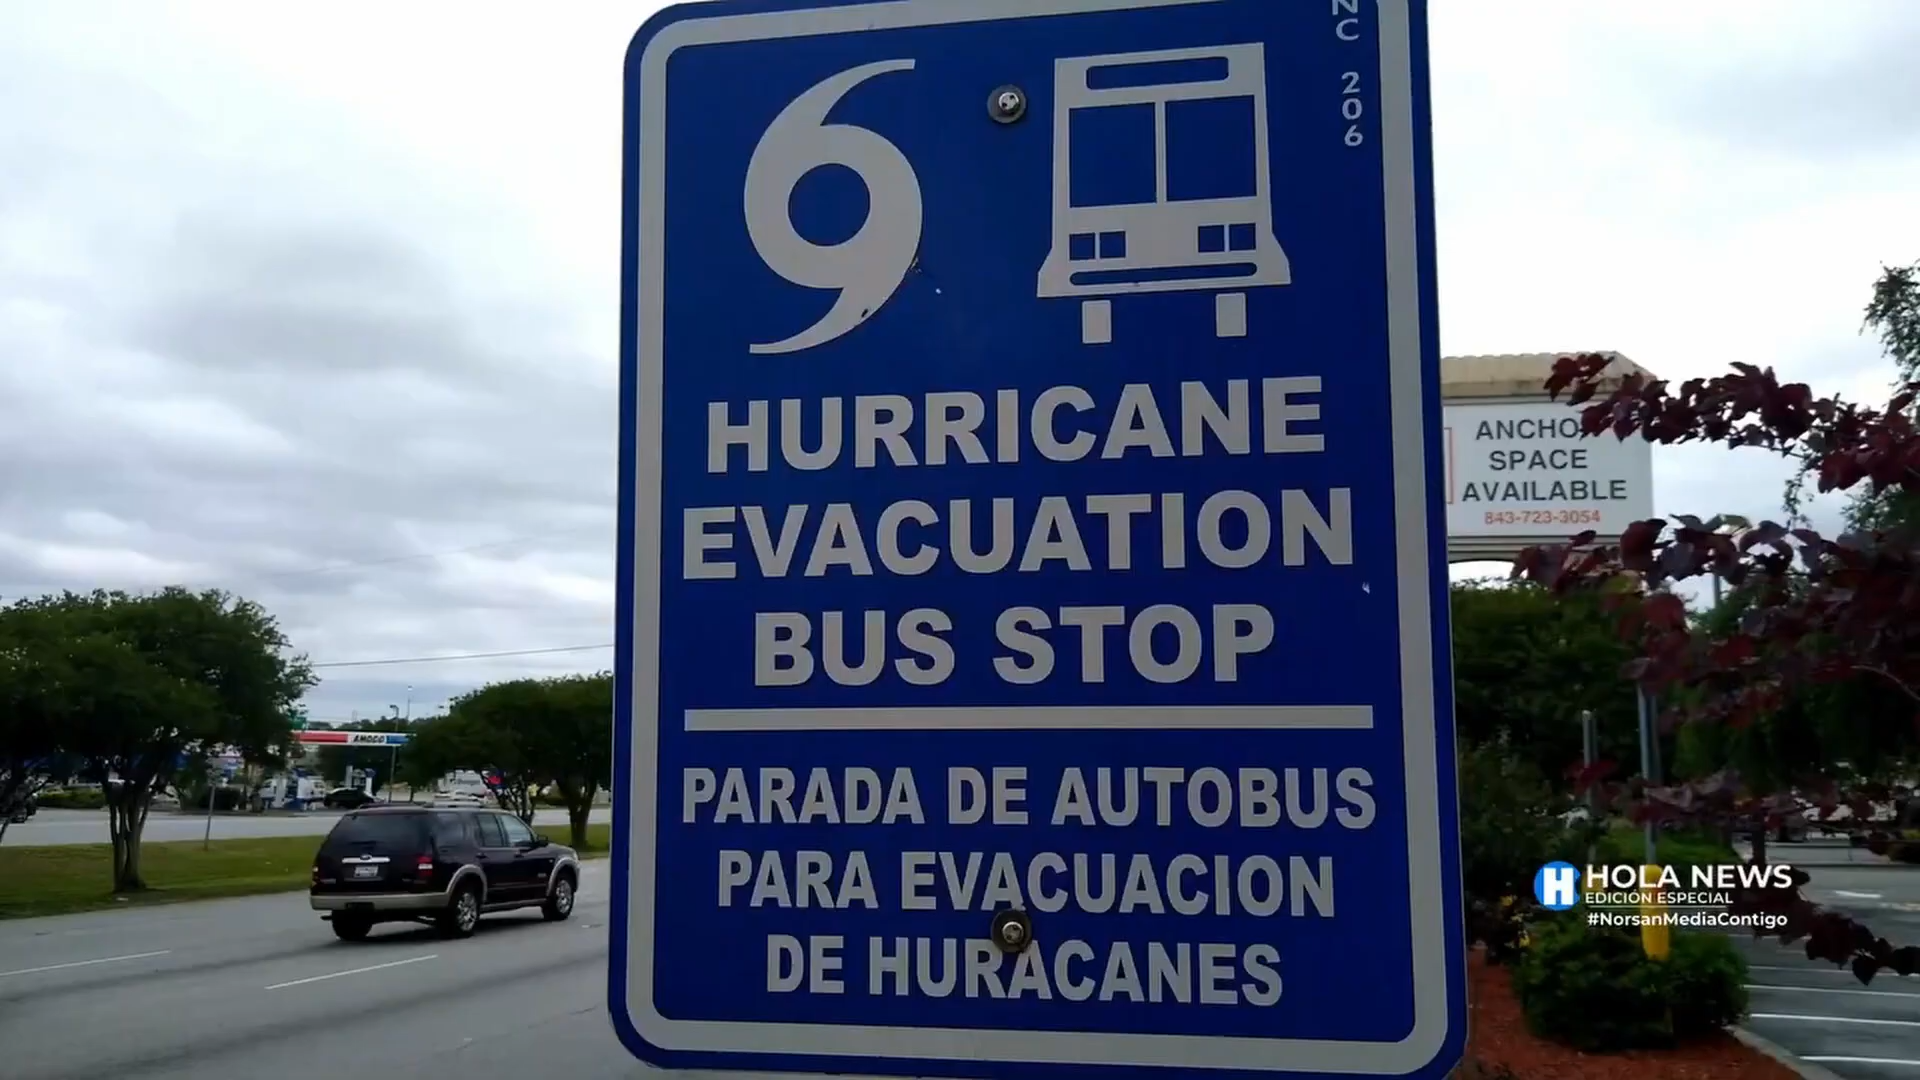 NC 206
HURRICANE
EVACUATION
BUS STOP
PARADA DE AUTOBUS
PARA EVACUACION
DE HURACANES
ANCHOR
SPACE
AVAILABLE
843-723-3054
AMOCO
H HOLA NEWS
EDICIÓN ESPECIAL
#NorsanMediaContigo